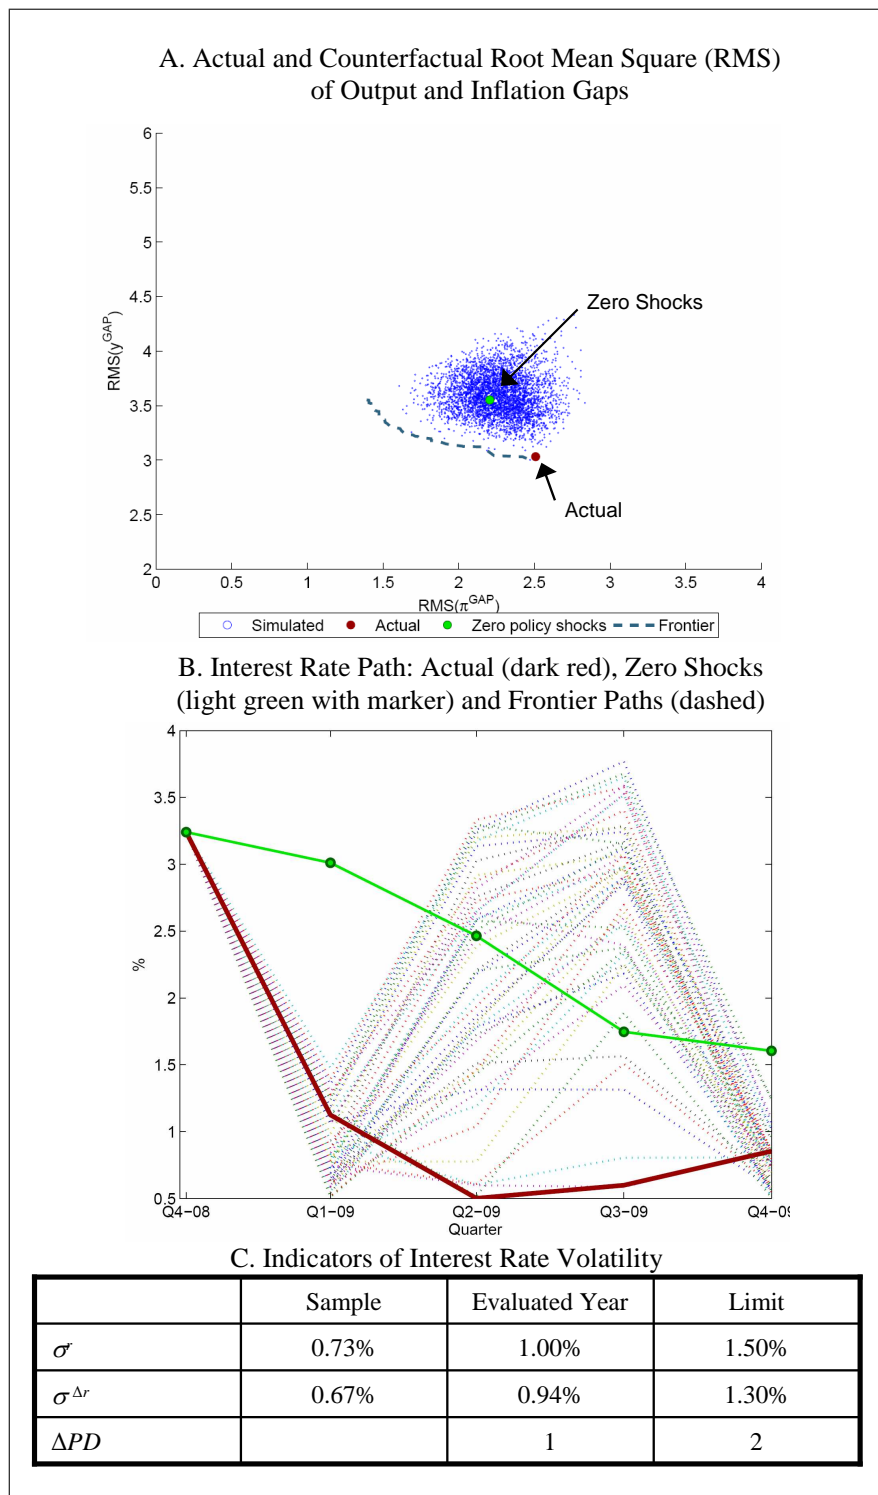 A. Actual and Counterfactual Root Mean Square (RMS)
of Output and Inflation Gaps
6
5.5
5
4.5
4
3.5
3
2.5
2
RMS(y^GAP)
Zero Shocks
Actual
0 0.5 1 1.5 2 2.5 3 3.5 4
RMS(π^GAP)
Simulated Actual Zero policy shocks Frontier
B. Interest Rate Path: Actual (dark red), Zero Shocks
(light green with marker) and Frontier Paths (dashed)
4
3.5
3
2.5
2
1.5
1
0.5
%
Q4−08 Q1−09 Q2−09 Q3−09 Q4−09
Quarter
C. Indicators of Interest Rate Volatility
Sample Evaluated Year Limit
σ^r 0.73% 1.00% 1.50%
σ^Δr 0.67% 0.94% 1.30%
ΔPD 1 2